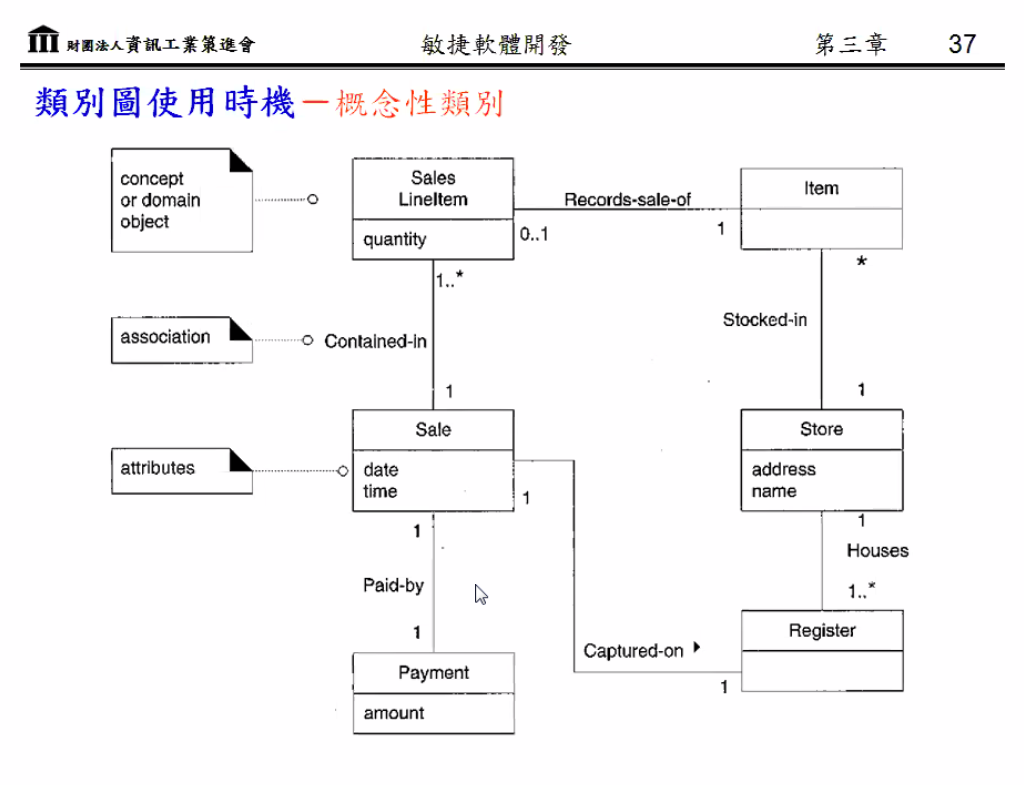 財團法人資訊工業策進會
敏捷軟體開發
第三章
37
類別圖使用時機－概念性類別
concept
or domain
object
Sales
LineItem
quantity
Records-sale-of
0..1
1
Item
1..*
*
association
Contained-in
Stocked-in
1
1
attributes
Sale
date
time
1
Store
address
name
1
1
Houses
Paid-by
1..*
1
Payment
amount
Captured-on
1
Register